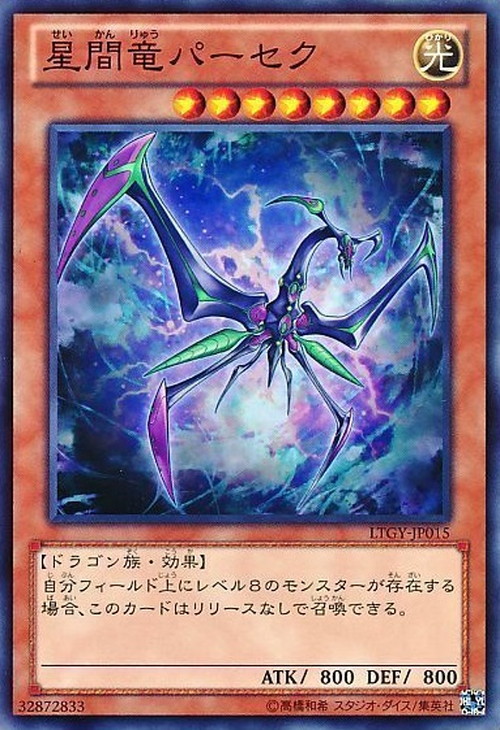 星間竜パーセク
光
LTGY-JP015
【ドラゴン族・効果】
自分フィールド上にレベル8のモンスターが存在する
場合、このカードはリリースなしで召喚できる。
ATK/ 800 DEF/ 800
32872833
©高橋和希 スタジオ・ダイス/集英社